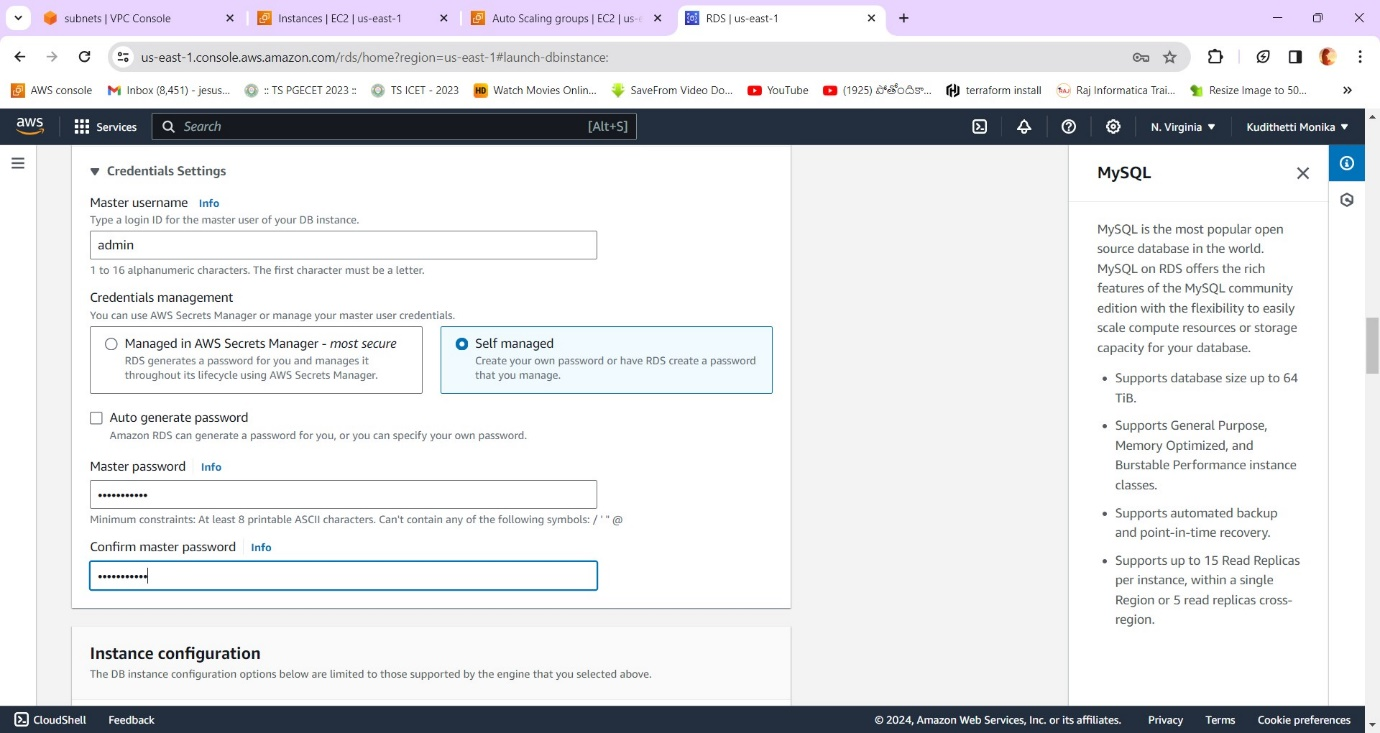 subnets | VPC Console
Instances | EC2 | us-east-1
Auto Scaling groups | EC2 | us-e
RDS | us-east-1
us-east-1.console.aws.amazon.com/rds/home?region=us-east-1#launch-dbinstance:
AWS console
Inbox (8,451) - jesus...
:: TS PGECET 2023 ::
TS ICET - 2023
HD Watch Movies Onlin...
SaveFrom Video Do...
YouTube
(1925)
terraform install
Raj Informatica Trai...
Resize Image to 50...
aws
Services
Search
[Alt+S]
N. Virginia
Kudithetti Monika
Credentials Settings
Master username Info
Type a login ID for the master user of your DB instance.
admin
1 to 16 alphanumeric characters. The first character must be a letter.
Credentials management
You can use AWS Secrets Manager or manage your master user credentials.
Managed in AWS Secrets Manager - most secure
RDS generates a password for you and manages it
throughout its lifecycle using AWS Secrets Manager.
Self managed
Create your own password or have RDS create a password
that you manage.
Auto generate password
Amazon RDS can generate a password for you, or you can specify your own password.
Master password Info
•••••••••••
Minimum constraints: At least 8 printable ASCII characters. Can't contain any of the following symbols: / ' " @
Confirm master password Info
•••••••••••
Instance configuration
The DB instance configuration options below are limited to those supported by the engine that you selected above.
MySQL
MySQL is the most popular open
source database in the world.
MySQL on RDS offers the rich
features of the MySQL community
edition with the flexibility to easily
scale compute resources or storage
capacity for your database.
• Supports database size up to 64
TiB.
• Supports General Purpose,
Memory Optimized, and
Burstable Performance instance
classes.
• Supports automated backup
and point-in-time recovery.
• Supports up to 15 Read Replicas
per instance, within a single
Region or 5 read replicas cross-
region.
CloudShell
Feedback
© 2024, Amazon Web Services, Inc. or its affiliates.
Privacy
Terms
Cookie preferences